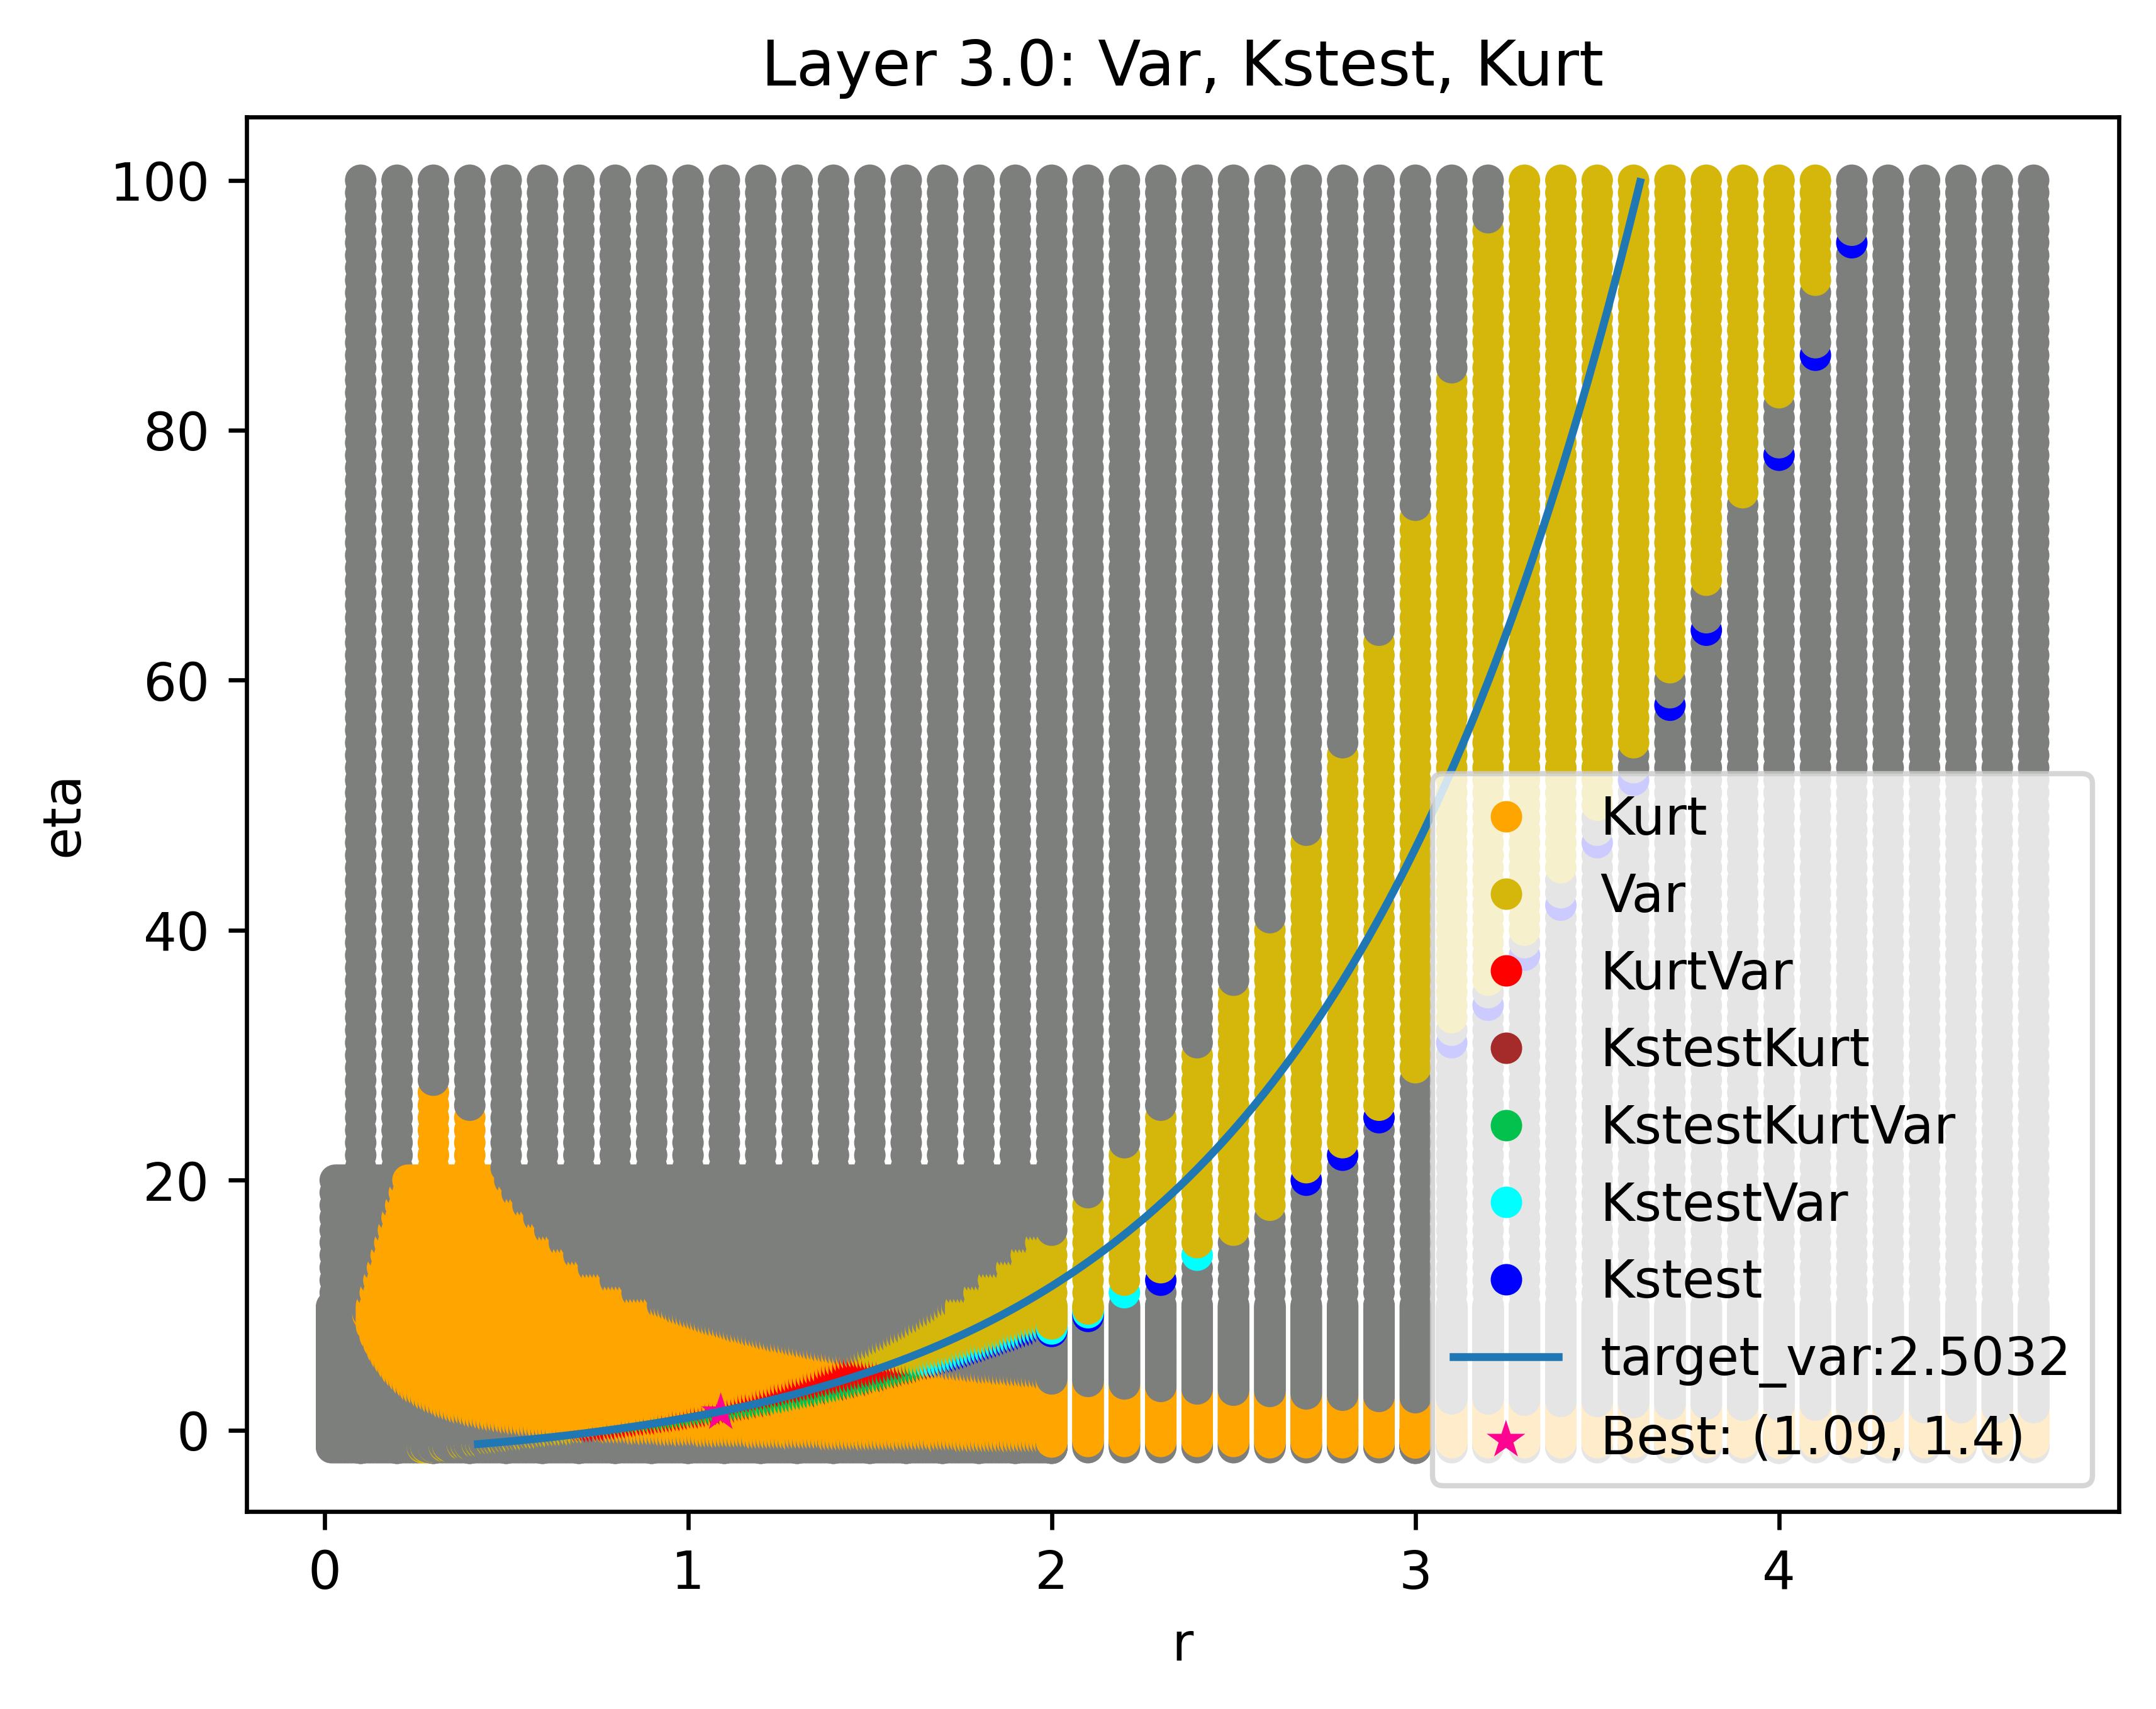 Layer 3.0: Var, Kstest, Kurt
100
80
60
40
20
0
eta
0 1 2 3 4
r
Kurt
Var
KurtVar
KstestKurt
KstestKurtVar
KstestVar
Kstest
target_var:2.5032
Best: (1.09, 1.4)